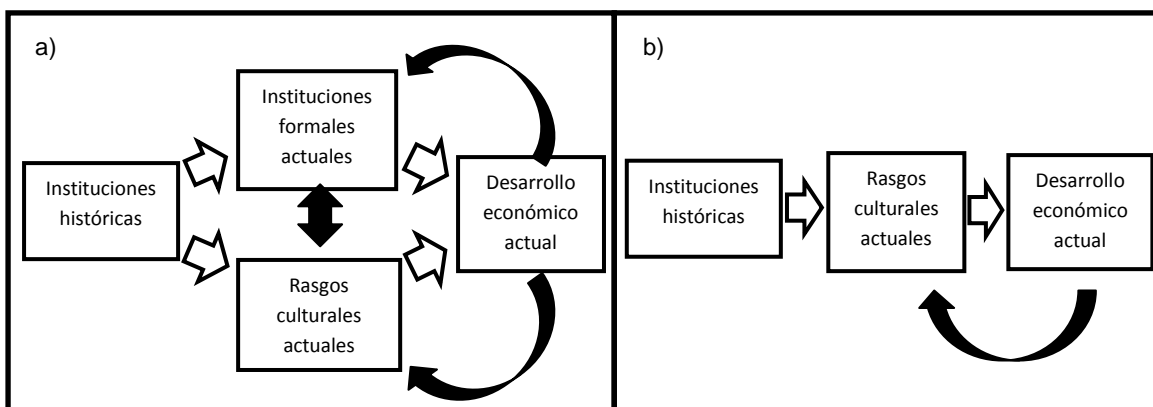 a)
Instituciones
formales
actuales
Instituciones
históricas
Desarrollo
económico
actual
Rasgos
culturales
actuales
b)
Instituciones
históricas
Rasgos
culturales
actuales
Desarrollo
económico
actual